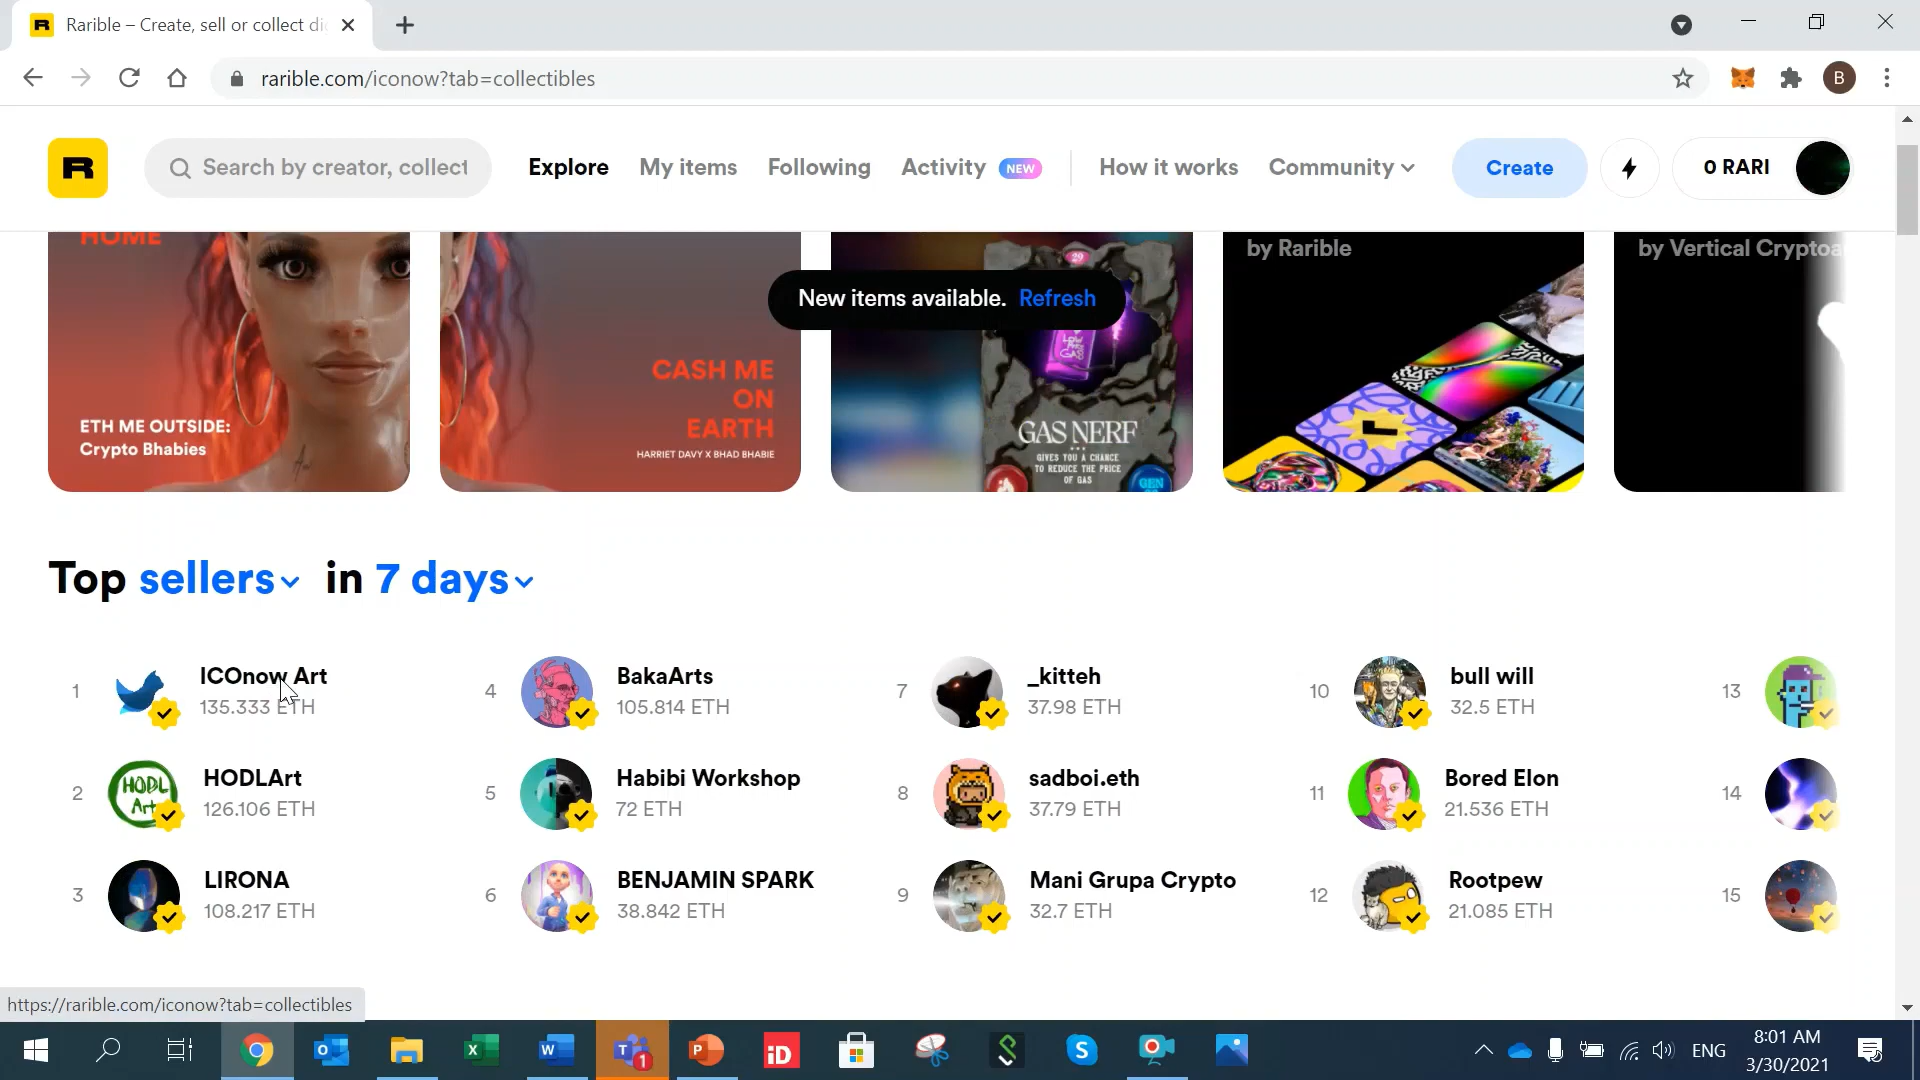 Rarible – Create, sell or collect di
rarible.com/iconow?tab=collectibles
B
R
Search by creator, collect
Explore
My items
Following
Activity NEW
How it works
Community
Create
0 RARI
HOME
ETH ME OUTSIDE:
Crypto Bhabies
CASH ME
ON
EARTH
HARRIET DAVY X BHAD BHABIE
New items available. Refresh
29
LOW
GAS
GAS NERF
GIVES YOU A CHANCE
TO REDUCE THE PRICE
OF GAS
GEN
by Rarible
by Vertical Cryptoa
Top sellers in 7 days
1
ICOnow Art
135.333 ETH
2
HODL
Art
HODLArt
126.106 ETH
3
LIRONA
108.217 ETH
4
BakaArts
105.814 ETH
5
Habibi Workshop
72 ETH
6
BENJAMIN SPARK
38.842 ETH
7
_kitteh
37.98 ETH
8
sadboi.eth
37.79 ETH
9
Mani Grupa Crypto
32.7 ETH
10
bull will
32.5 ETH
11
Bored Elon
21.536 ETH
12
Rootpew
21.085 ETH
13
14
15
https://rarible.com/iconow?tab=collectibles
iD
ENG
8:01 AM
3/30/2021